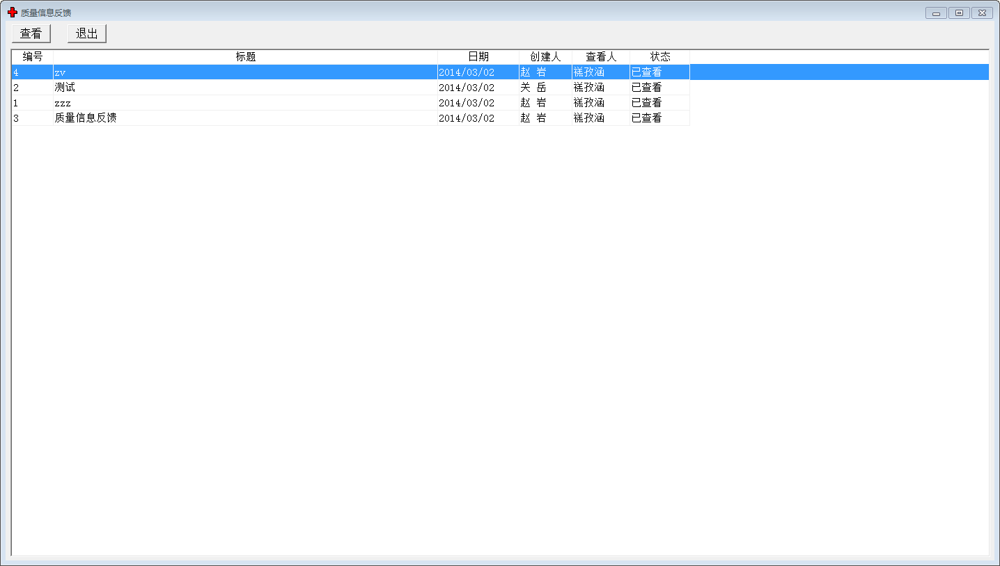 质量信息反馈
查看 退出
编号 标题 日期 创建人 查看人 状态
4 zv 2014/03/02 赵 岩 禚孜涵 已查看
2 测试 2014/03/02 关 岳 禚孜涵 已查看
1 zzz 2014/03/02 赵 岩 禚孜涵 已查看
3 质量信息反馈 2014/03/02 赵 岩 禚孜涵 已查看